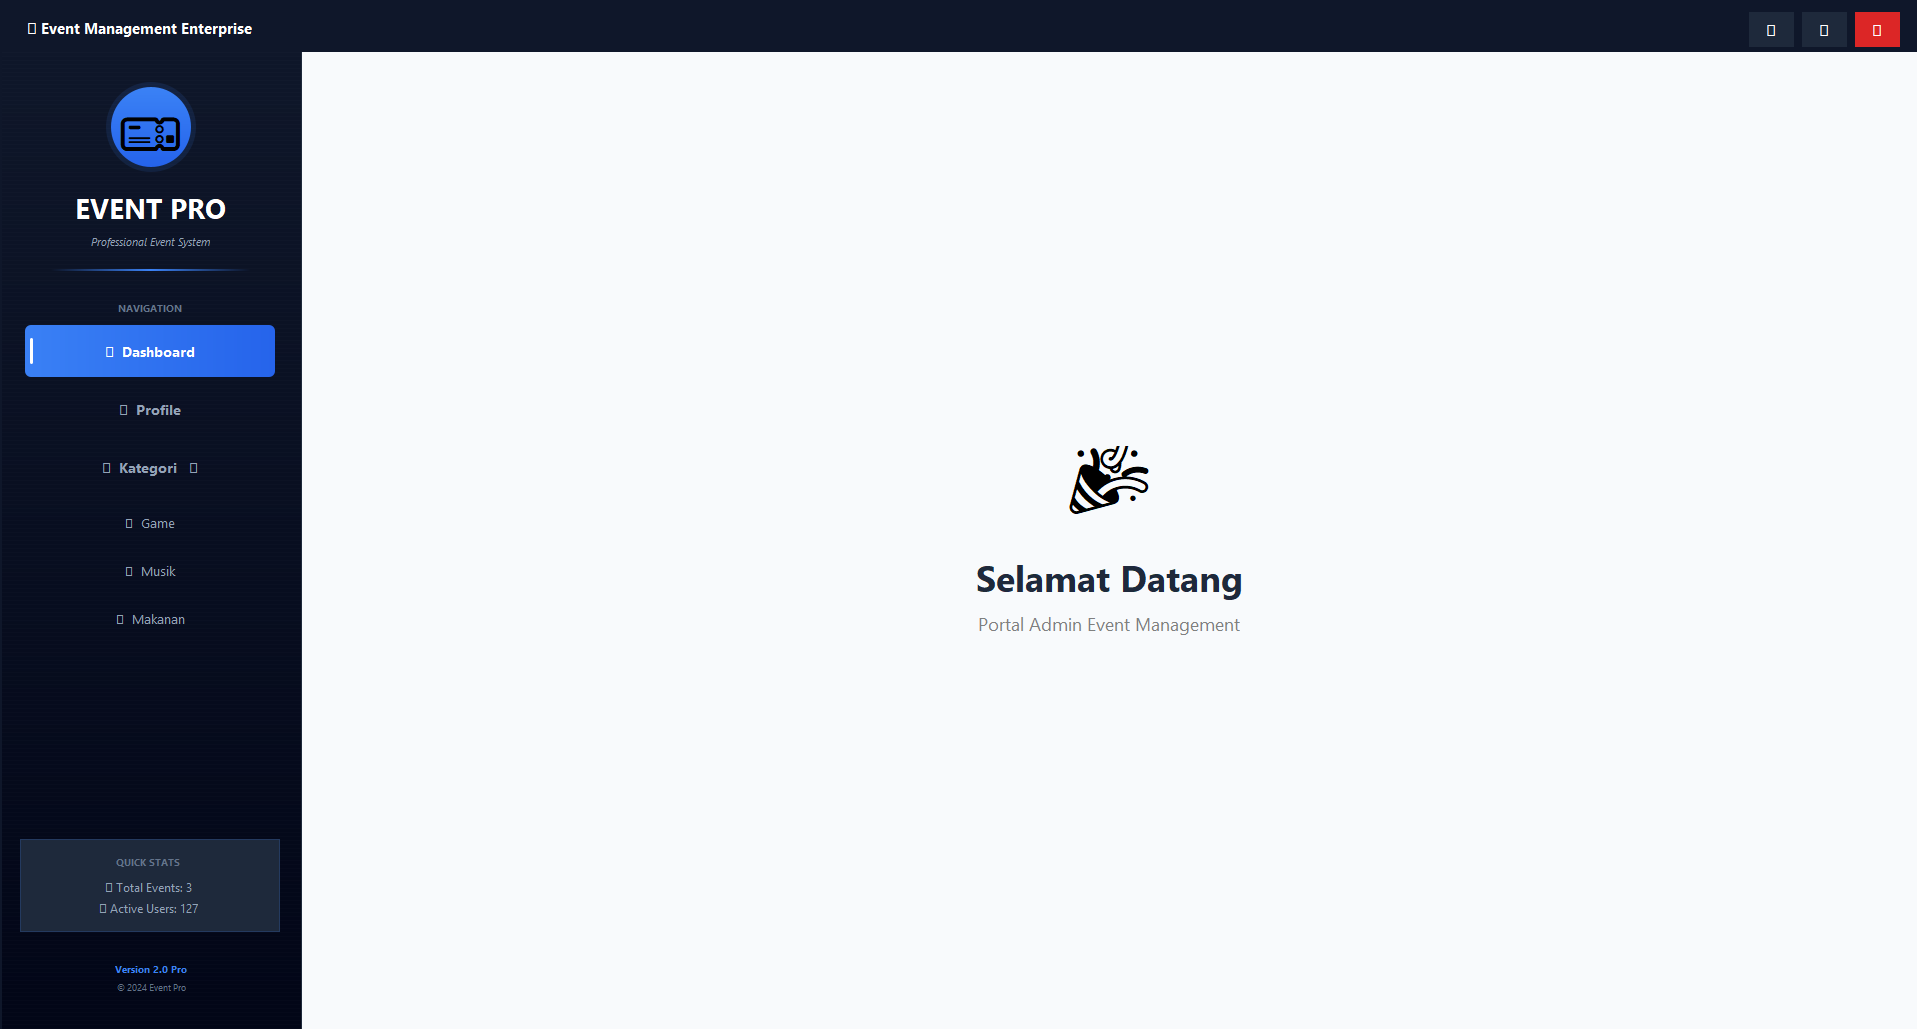 Event Management Enterprise
EVENT PRO
Professional Event System
NAVIGATION
Dashboard
Profile
Kategori
Game
Musik
Makanan
QUICK STATS
Total Events: 3
Active Users: 127
Version 2.0 Pro
© 2024 Event Pro
Selamat Datang
Portal Admin Event Management